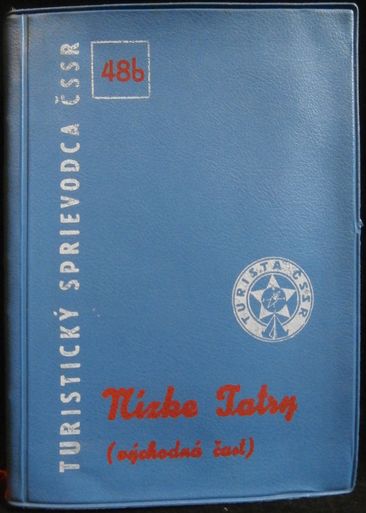 TURISTICKÝ SPRIEVODCA ČSSR
48b
TURISTA ČSSR
Nízke Tatry
(východná časť)